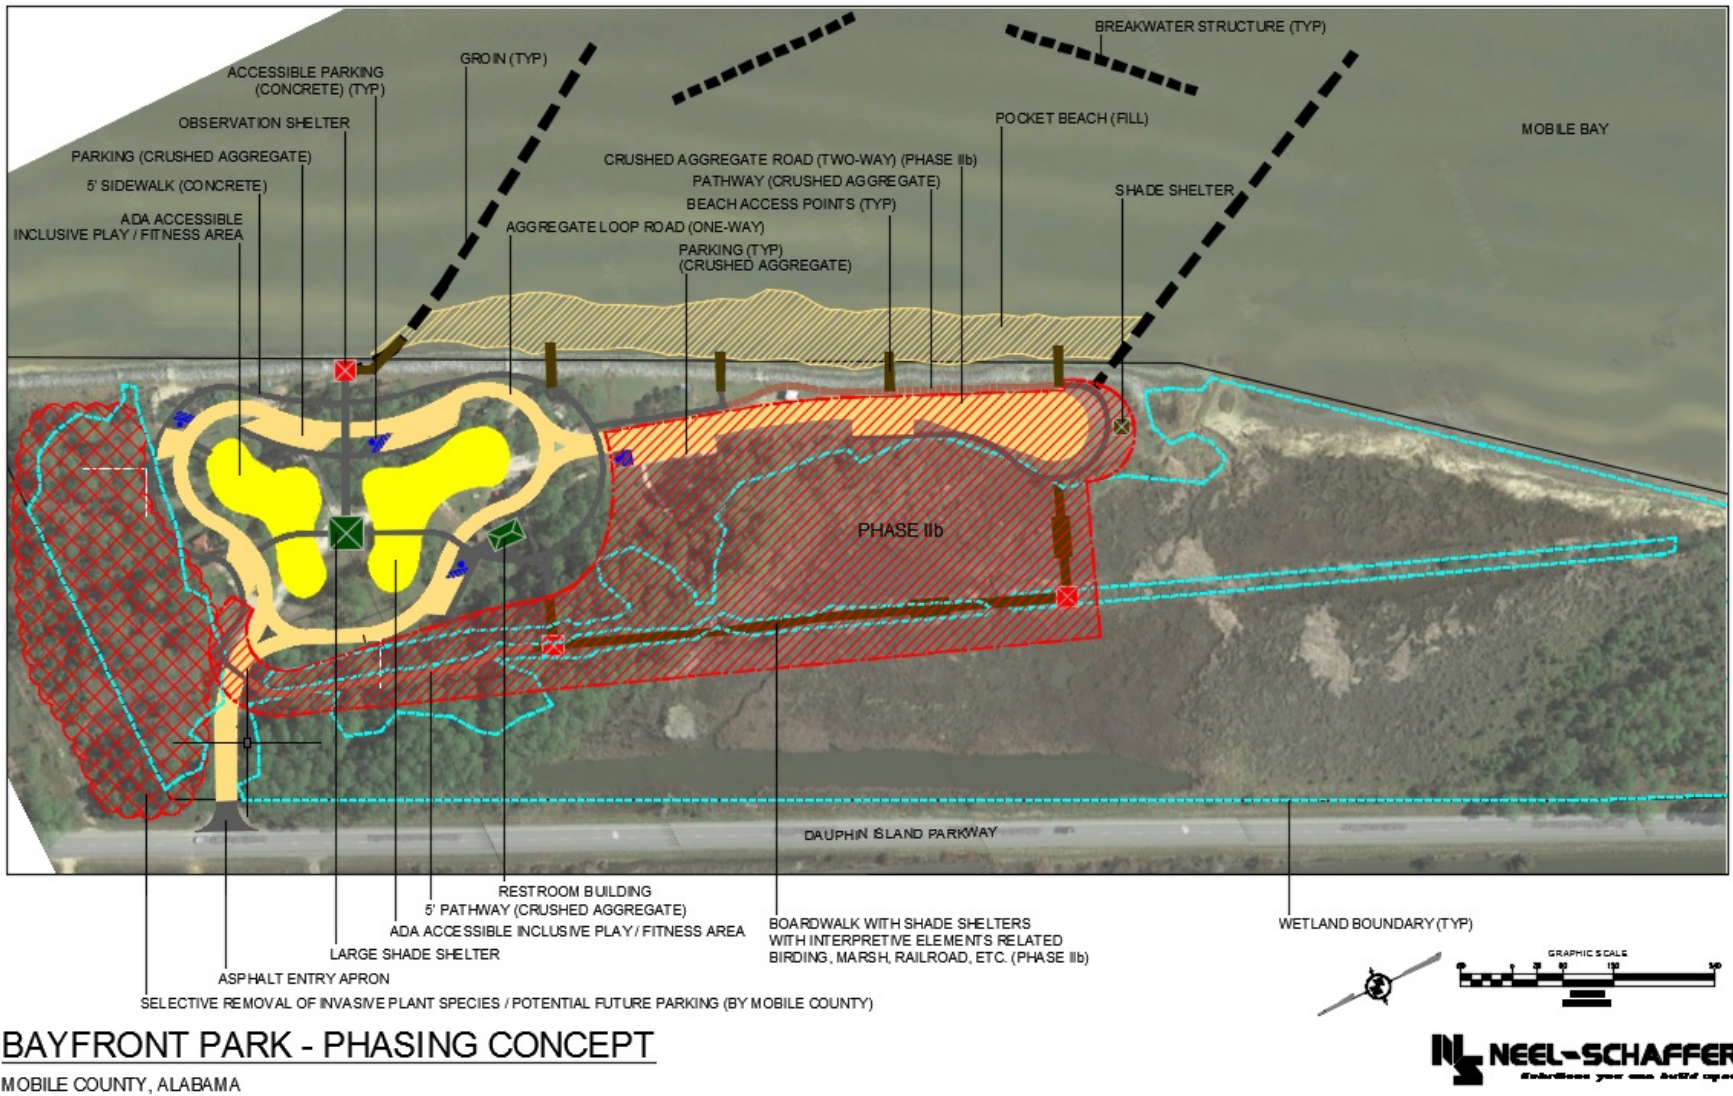 BREAKWATER STRUCTURE (TYP)
GROIN (TYP)
ACCESSIBLE PARKING
(CONCRETE) (TYP)
OBSERVATION SHELTER
POCKET BEACH (FILL)
MOBILE BAY
PARKING (CRUSHED AGGREGATE)
CRUSHED AGGREGATE ROAD (TWO-WAY) (PHASE IIb)
PATHWAY (CRUSHED AGGREGATE)
5' SIDEWALK (CONCRETE)
SHADE SHELTER
BEACH ACCESS POINTS (TYP)
ADA ACCESSIBLE
INCLUSIVE PLAY / FITNESS AREA
AGGREGATE LOOP ROAD (ONE-WAY)
PARKING (TYP)
(CRUSHED AGGREGATE)
PHASE IIb
DAUPHIN ISLAND PARKWAY
RESTROOM BUILDING
5' PATHWAY (CRUSHED AGGREGATE)
ADA ACCESSIBLE INCLUSIVE PLAY / FITNESS AREA
LARGE SHADE SHELTER
ASPHALT ENTRY APRON
SELECTIVE REMOVAL OF INVASIVE PLANT SPECIES / POTENTIAL FUTURE PARKING (BY MOBILE COUNTY)
BOARDWALK WITH SHADE SHELTERS
WITH INTERPRETIVE ELEMENTS RELATED
BIRDING, MARSH, RAILROAD, ETC. (PHASE IIb)
WETLAND BOUNDARY (TYP)
GRAPHIC SCALE
BAYFRONT PARK - PHASING CONCEPT
MOBILE COUNTY, ALABAMA
NS NEEL-SCHAFFER
Solutions you can build upon